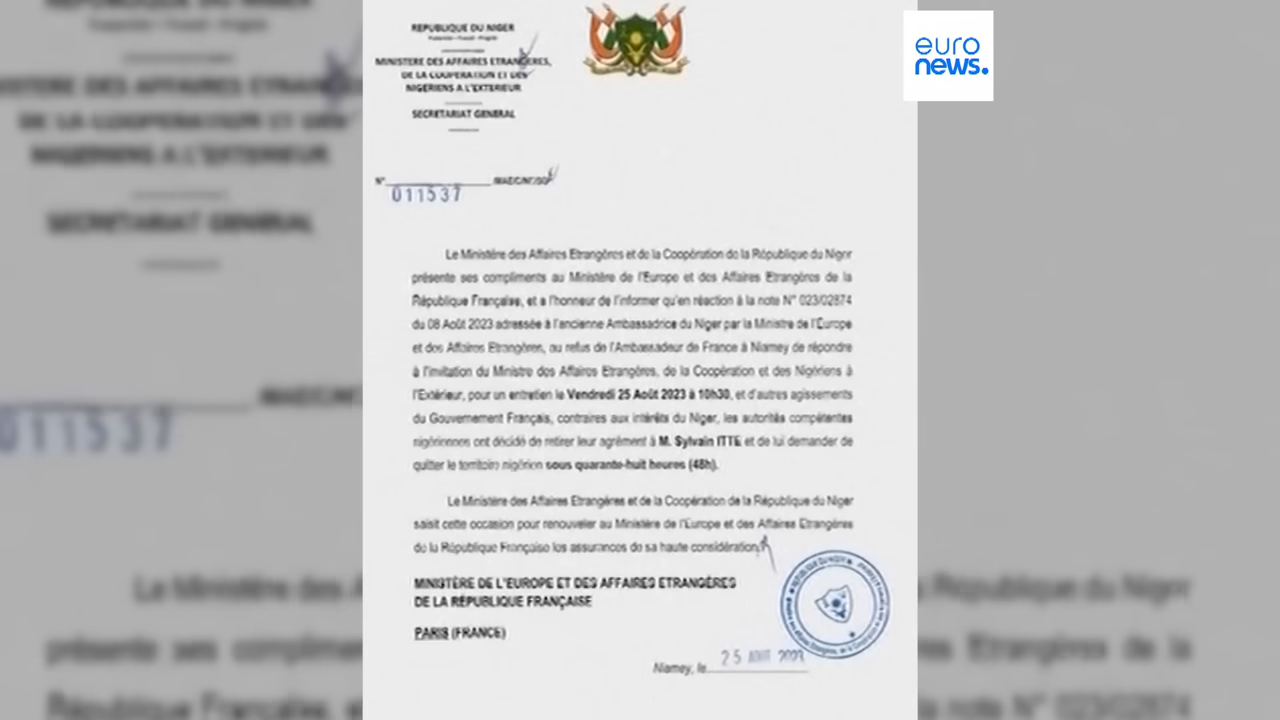 euro
news.
REPUBLIQUE DU NIGER
Fraternité - Travail - Progrès
MINISTERE DES AFFAIRES ETRANGERES,
DE LA COOPERATION ET DES
NIGERIENS A L'EXTERIEUR
SECRETARIAT GENERAL
N° 011537
Le Ministère des Affaires Etrangères et de la Coopération de la République du Niger
présente ses compliments au Ministère de l'Europe et des Affaires Etrangères de la
République Française, et a l'honneur de l'informer qu'en réaction à la note N° 023/02874
du 08 Août 2023 adressée à l'ancienne Ambassadrice du Niger par la Ministre de l'Europe
et des Affaires Etrangères, au refus de l'Ambassadeur de France à Niamey de répondre
à l'invitation du Ministre des Affaires Etrangères, de la Coopération et des Nigériens à
l'Extérieur, pour un entretien le Vendredi 25 Août 2023 à 10h30, et d'autres agissements
du Gouvernement Français, contraires aux intérêts du Niger, les autorités compétentes
nigériennes ont décidé de retirer leur agrément à M. Sylvain ITTE et de lui demander de
quitter le territoire nigérien sous quarante-huit heures (48h).
Le Ministère des Affaires Etrangères et de la Coopération de la République du Niger
saisit cette occasion pour renouveler au Ministère de l'Europe et des Affaires Etrangères
de la République Française les assurances de sa haute considération.
MINISTÈRE DE L'EUROPE ET DES AFFAIRES ETRANGÈRES
DE LA RÉPUBLIQUE FRANÇAISE
PARIS (FRANCE)
Niamey, le 25 AOUT 2023